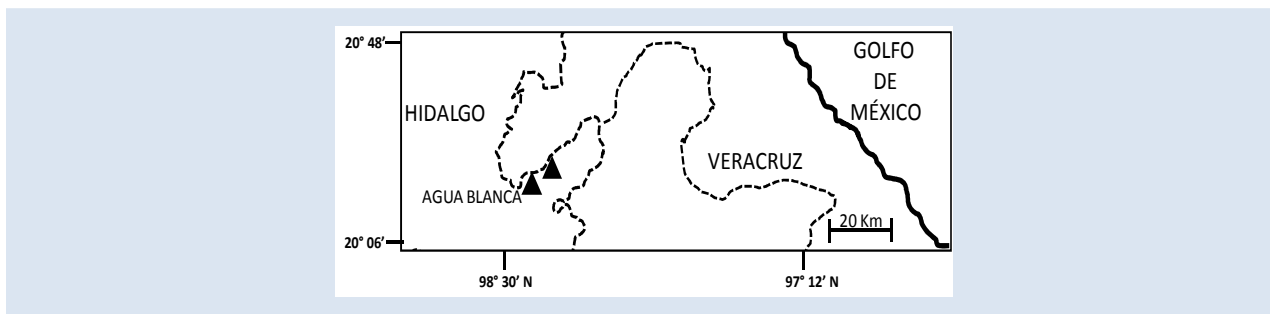 20° 48’
GOLFO
DE
MÉXICO
HIDALGO
VERACRUZ
AGUA BLANCA
20 Km
20° 06’
98° 30’ N
97° 12’ N